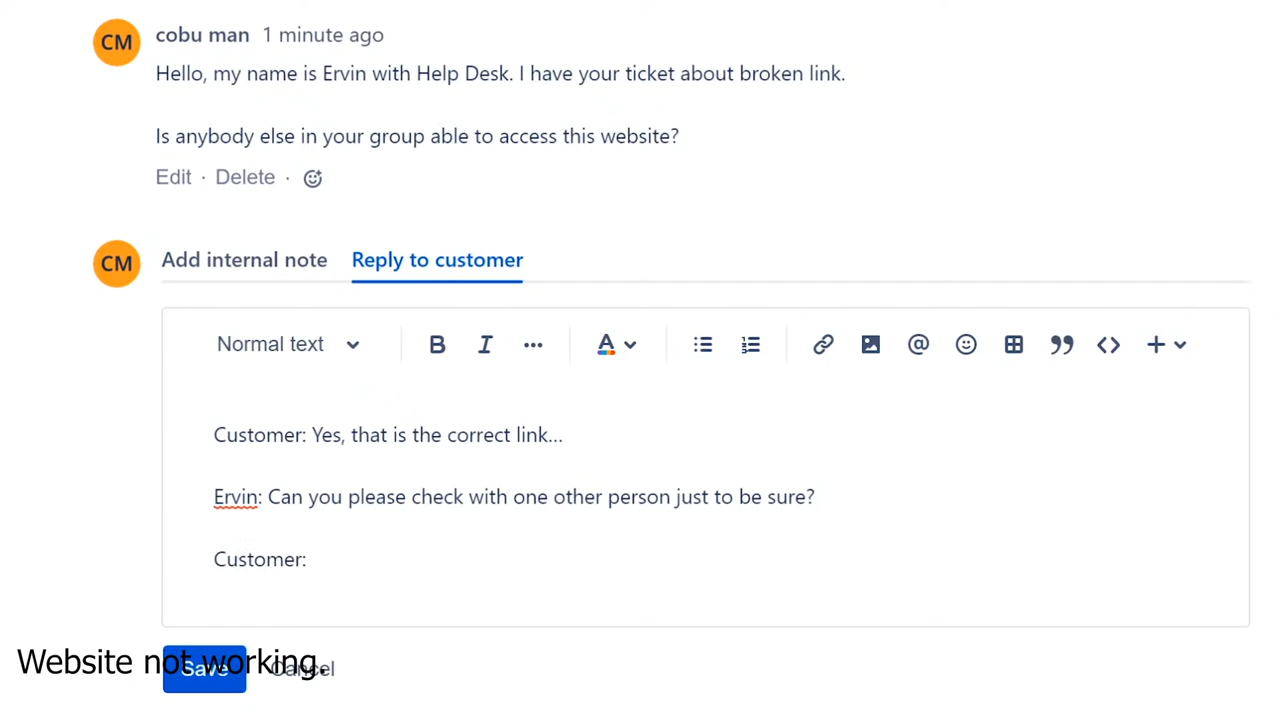 CM cobu man 1 minute ago
Hello, my name is Ervin with Help Desk. I have your ticket about broken link.
Is anybody else in your group able to access this website?
Edit · Delete ·
CM Add internal note Reply to customer
Normal text B I ... A @ <> +
Customer: Yes, that is the correct link...
Ervin: Can you please check with one other person just to be sure?
Customer:
Website not working.
Save Cancel